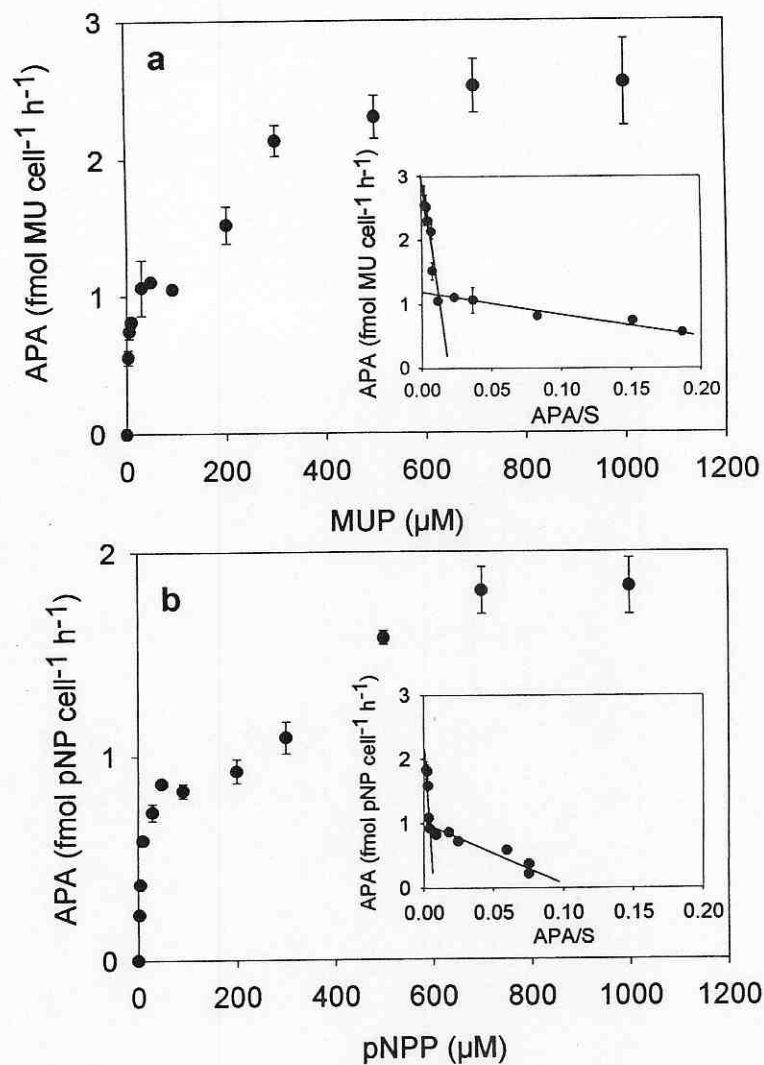 a
APA (fmol MU cell-1 h-1)
3
2
1
0
0 200 400 600 800 1000 1200
MUP (µM)
APA (fmol MU cell-1 h-1)
3
2
1
0
0.00 0.05 0.10 0.15 0.20
APA/S
b
APA (fmol pNP cell-1 h-1)
2
1
0
0 200 400 600 800 1000 1200
pNPP (µM)
APA (fmol pNP cell-1 h-1)
3
2
1
0
0.00 0.05 0.10 0.15 0.20
APA/S